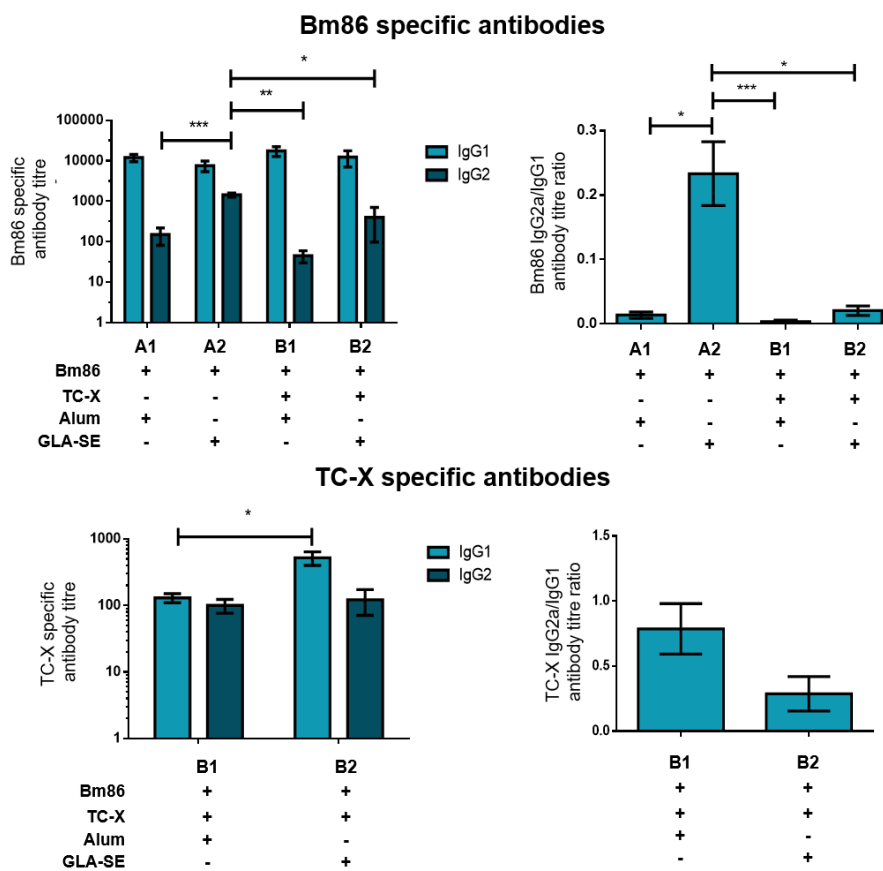 Bm86 specific antibodies
* 
** 
*** 
Bm86 specific
antibody titre
100000
10000
1000
100
10
1
IgG1
IgG2
A1 A2 B1 B2
Bm86 + + + +
TC-X - - + +
Alum + - + -
GLA-SE - + - +
*
***
*
Bm86 IgG2a/IgG1
antibody titre ratio
0.3
0.2
0.1
0.0
A1 A2 B1 B2
+ + + +
- - + +
+ - + -
- + - +
TC-X specific antibodies
*
TC-X specific
antibody titre
1000
100
10
1
IgG1
IgG2
B1 B2
Bm86 + +
TC-X + +
Alum + -
GLA-SE - +
TC-X IgG2a/IgG1
antibody titre ratio
1.5
1.0
0.5
0.0
B1 B2
+ +
+ +
+ -
- +